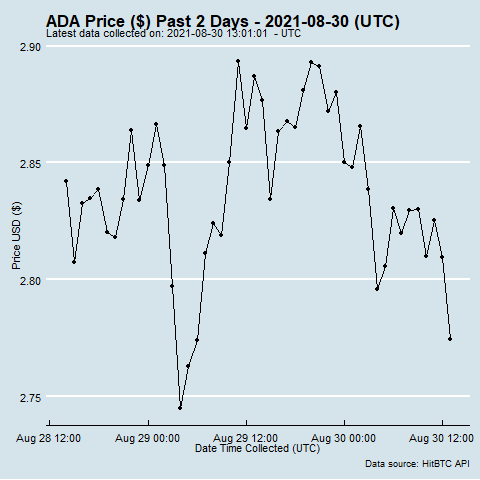 ADA Price ($) Past 2 Days - 2021-08-30 (UTC)
Latest data collected on: 2021-08-30 13:01:01  - UTC
2.90
2.85
2.80
2.75
Price USD ($)
Aug 28 12:00 Aug 29 00:00 Aug 29 12:00 Aug 30 00:00 Aug 30 12:00
Date Time Collected (UTC)
Data source: HitBTC API